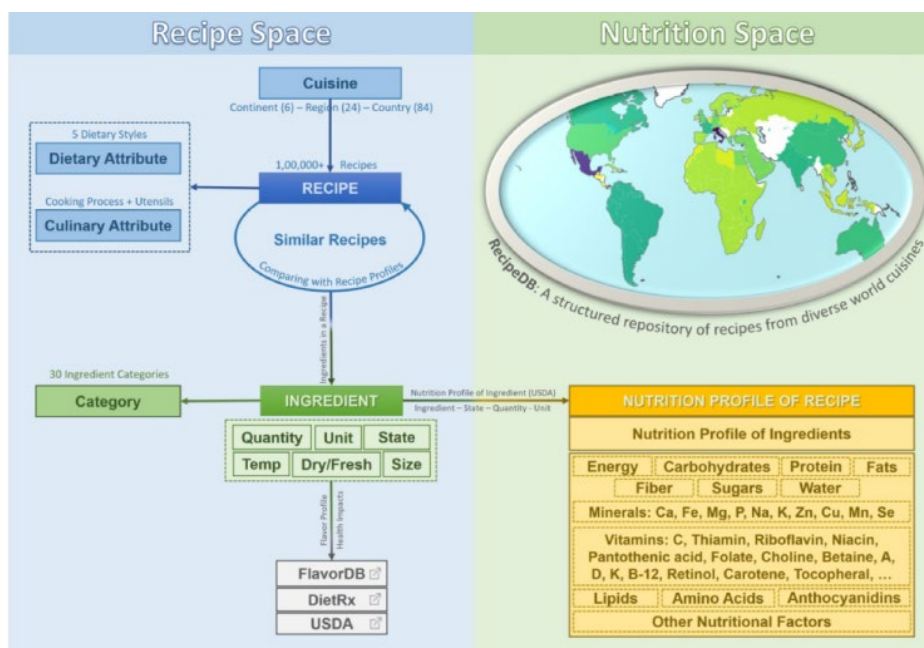 Recipe Space
Nutrition Space
Cuisine
Continent (6) – Region (24) – Country (84)
5 Dietary Styles
Dietary Attribute
Cooking Process + Utensils
Culinary Attribute
1,00,000+ Recipes
RECIPE
Similar Recipes
Comparing with Recipe Profiles
RecipeDB: A structured repository of recipes from diverse world cuisines
Ingredients in a Recipe
30 Ingredient Categories
Category
INGREDIENT
Nutrition Profile of Ingredient (USDA)
Ingredient – State – Quantity - Unit
Quantity Unit State
Temp Dry/Fresh Size
Flavor Profile
Health Impacts
FlavorDB
DietRx
USDA
NUTRITION PROFILE OF RECIPE
Nutrition Profile of Ingredients
Energy Carbohydrates Protein Fats
Fiber Sugars Water
Minerals: Ca, Fe, Mg, P, Na, K, Zn, Cu, Mn, Se
Vitamins: C, Thiamin, Riboflavin, Niacin,
Pantothenic acid, Folate, Choline, Betaine, A,
D, K, B-12, Retinol, Carotene, Tocopheral, ...
Lipids Amino Acids Anthocyanidins
Other Nutritional Factors